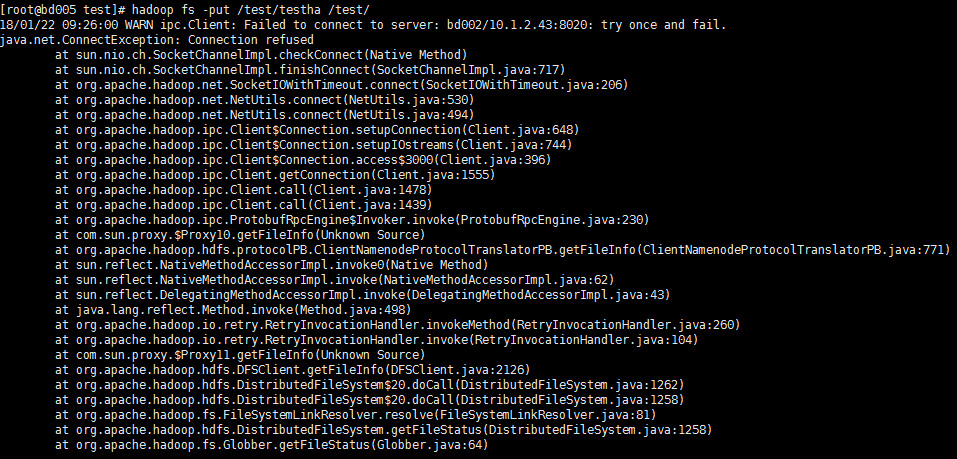 [root@bd005 test]# hadoop fs -put /test/testha /test/
18/01/22 09:26:00 WARN ipc.Client: Failed to connect to server: bd002/10.1.2.43:8020: try once and fail.
java.net.ConnectException: Connection refused
at sun.nio.ch.SocketChannelImpl.checkConnect(Native Method)
at sun.nio.ch.SocketChannelImpl.finishConnect(SocketChannelImpl.java:717)
at org.apache.hadoop.net.SocketIOWithTimeout.connect(SocketIOWithTimeout.java:206)
at org.apache.hadoop.net.NetUtils.connect(NetUtils.java:530)
at org.apache.hadoop.net.NetUtils.connect(NetUtils.java:494)
at org.apache.hadoop.ipc.Client$Connection.setupConnection(Client.java:648)
at org.apache.hadoop.ipc.Client$Connection.setupIOstreams(Client.java:744)
at org.apache.hadoop.ipc.Client$Connection.access$3000(Client.java:396)
at org.apache.hadoop.ipc.Client.getConnection(Client.java:1555)
at org.apache.hadoop.ipc.Client.call(Client.java:1478)
at org.apache.hadoop.ipc.Client.call(Client.java:1439)
at org.apache.hadoop.ipc.ProtobufRpcEngine$Invoker.invoke(ProtobufRpcEngine.java:230)
at com.sun.proxy.$Proxy10.getFileInfo(Unknown Source)
at org.apache.hadoop.hdfs.protocolPB.ClientNamenodeProtocolTranslatorPB.getFileInfo(ClientNamenodeProtocolTranslatorPB.java:771)
at sun.reflect.NativeMethodAccessorImpl.invoke0(Native Method)
at sun.reflect.NativeMethodAccessorImpl.invoke(NativeMethodAccessorImpl.java:62)
at sun.reflect.DelegatingMethodAccessorImpl.invoke(DelegatingMethodAccessorImpl.java:43)
at java.lang.reflect.Method.invoke(Method.java:498)
at org.apache.hadoop.io.retry.RetryInvocationHandler.invokeMethod(RetryInvocationHandler.java:260)
at org.apache.hadoop.io.retry.RetryInvocationHandler.invoke(RetryInvocationHandler.java:104)
at com.sun.proxy.$Proxy11.getFileInfo(Unknown Source)
at org.apache.hadoop.hdfs.DFSClient.getFileInfo(DFSClient.java:2126)
at org.apache.hadoop.hdfs.DistributedFileSystem$20.doCall(DistributedFileSystem.java:1262)
at org.apache.hadoop.hdfs.DistributedFileSystem$20.doCall(DistributedFileSystem.java:1258)
at org.apache.hadoop.fs.FileSystemLinkResolver.resolve(FileSystemLinkResolver.java:81)
at org.apache.hadoop.hdfs.DistributedFileSystem.getFileStatus(DistributedFileSystem.java:1258)
at org.apache.hadoop.fs.Globber.getFileStatus(Globber.java:64)